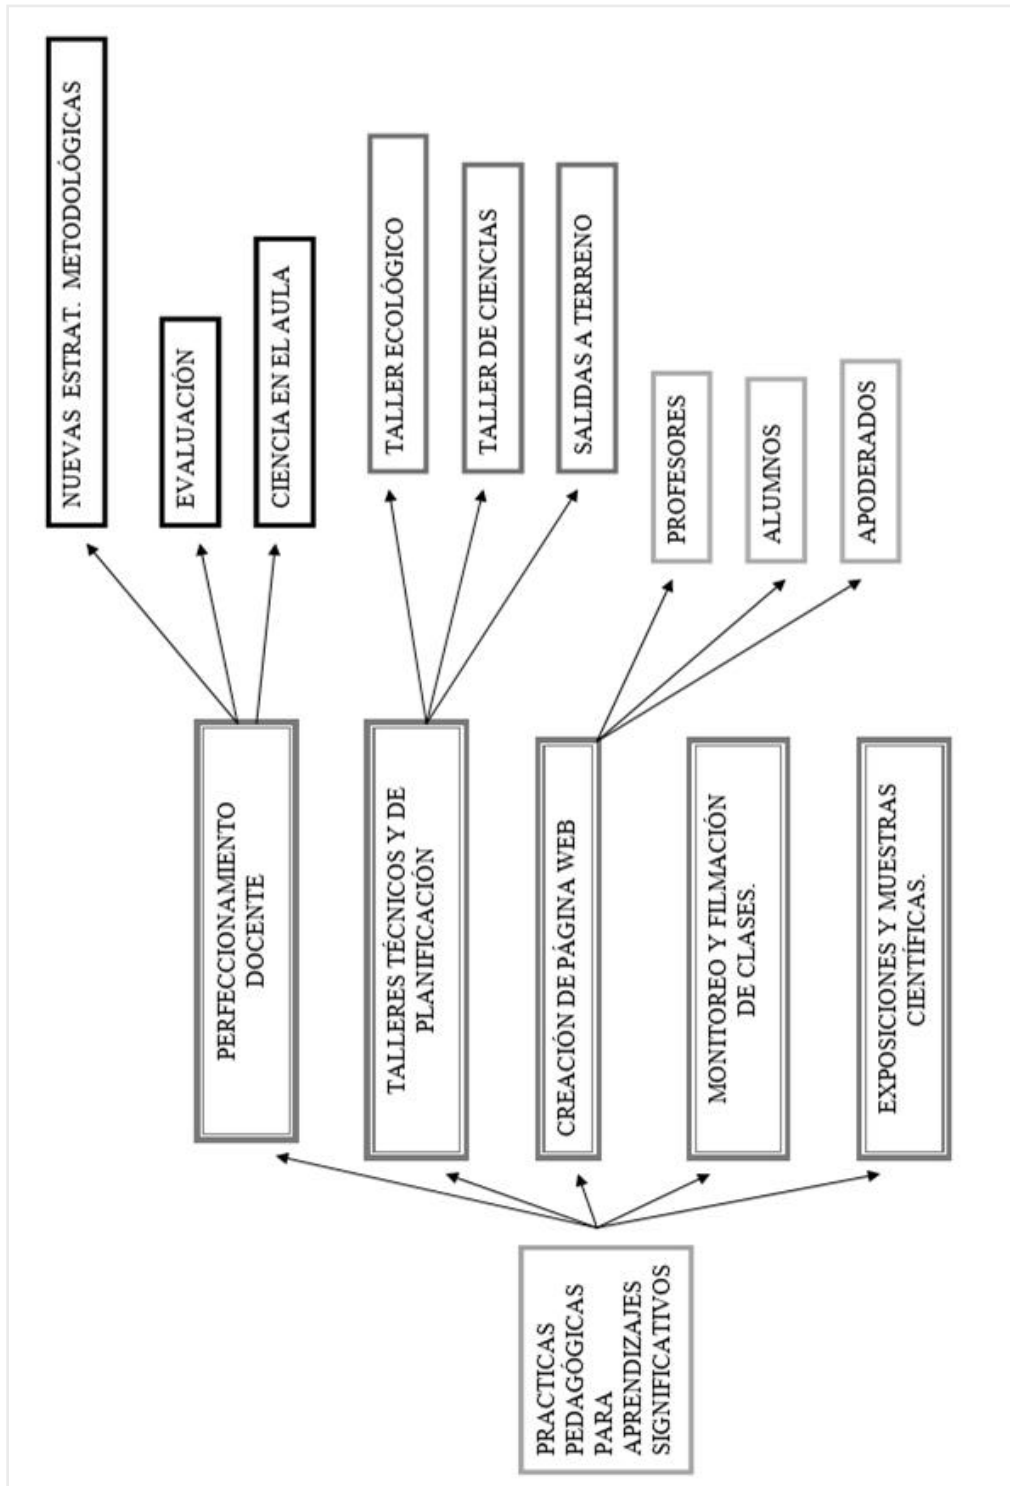 PRACTICAS
PEDAGÓGICAS
PARA
APRENDIZAJES
SIGNIFICATIVOS
PERFECCIONAMIENTO
DOCENTE
TALLERES TÉCNICOS Y DE
PLANIFICACIÓN
CREACIÓN DE PÁGINA WEB
MONITOREO Y FILMACIÓN
DE CLASES.
EXPOSICIONES Y MUESTRAS
CIENTÍFICAS.
NUEVAS ESTRAT. METODOLÓGICAS
EVALUACIÓN
CIENCIA EN EL AULA
TALLER ECOLÓGICO
TALLER DE CIENCIAS
SALIDAS A TERRENO
PROFESORES
ALUMNOS
APODERADOS